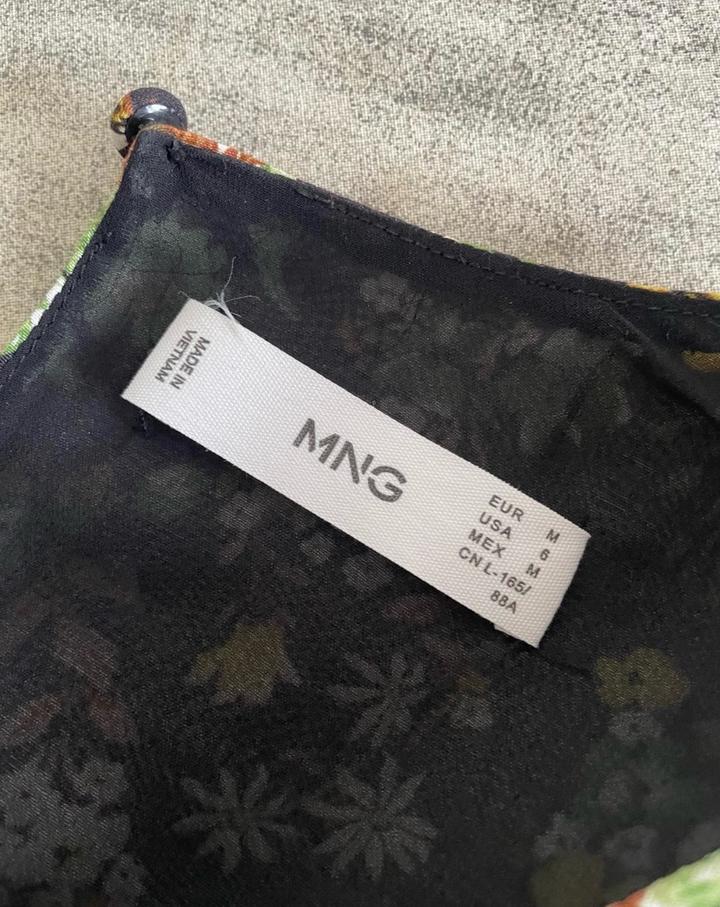 MADE IN
VIETNAM
MNG
EUR M
USA 6
MEX M
CN L-165/
88A